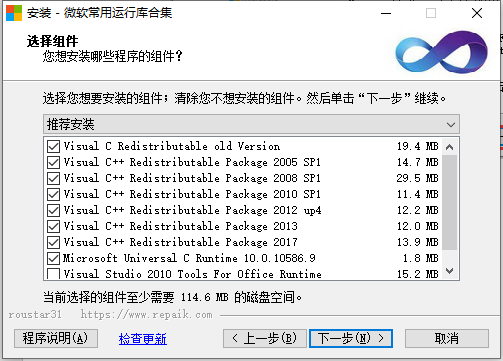 安装 - 微软常用运行库合集
选择组件
您想安装哪些程序的组件？
选择您想要安装的组件；清除您不想安装的组件。然后单击“下一步”继续。
推荐安装
Visual C Redistributable old Version 19.4 MB
Visual C++ Redistributable Package 2005 SP1 14.7 MB
Visual C++ Redistributable Package 2008 SP1 29.5 MB
Visual C++ Redistributable Package 2010 SP1 11.4 MB
Visual C++ Redistributable Package 2012 up4 12.2 MB
Visual C++ Redistributable Package 2013 12.0 MB
Visual C++ Redistributable Package 2017 13.9 MB
Microsoft Universal C Runtime 10.0.10586.9 1.8 MB
Visual Studio 2010 Tools For Office Runtime 15.2 MB
当前选择的组件至少需要 114.6 MB 的磁盘空间。
roustar31 https://www.repaik.com
程序说明(A) 检查更新 < 上一步(B) 下一步(N) > 取消